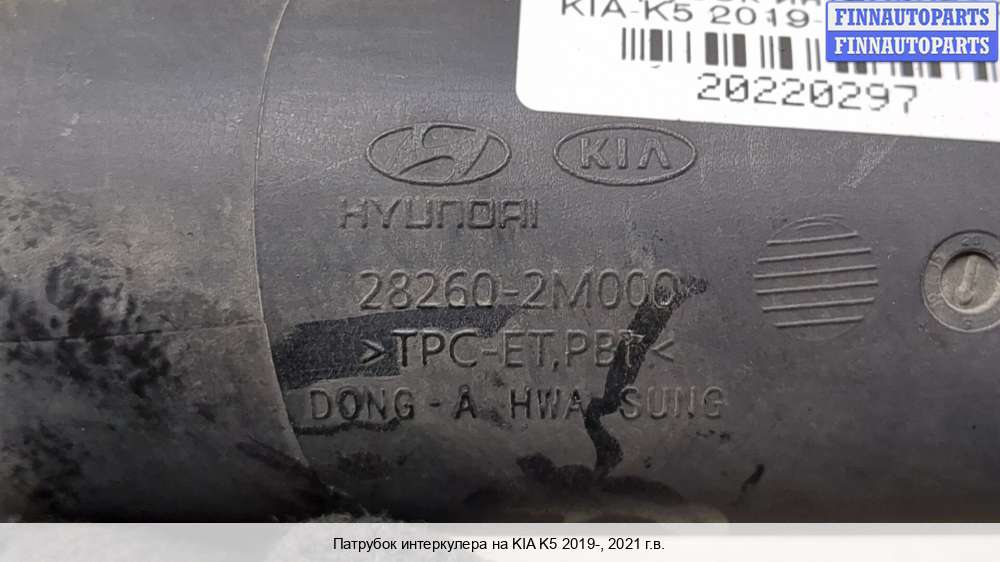 FINNAUTOPARTS
FINNAUTOPARTS
KIA K5 2019-
20220297
KIA
HYUNDAI
28260-2M000
>TPC-ET,PBT<
DONG-A HWA SUNG
Патрубок интеркулера на KIA K5 2019-, 2021 г.в.